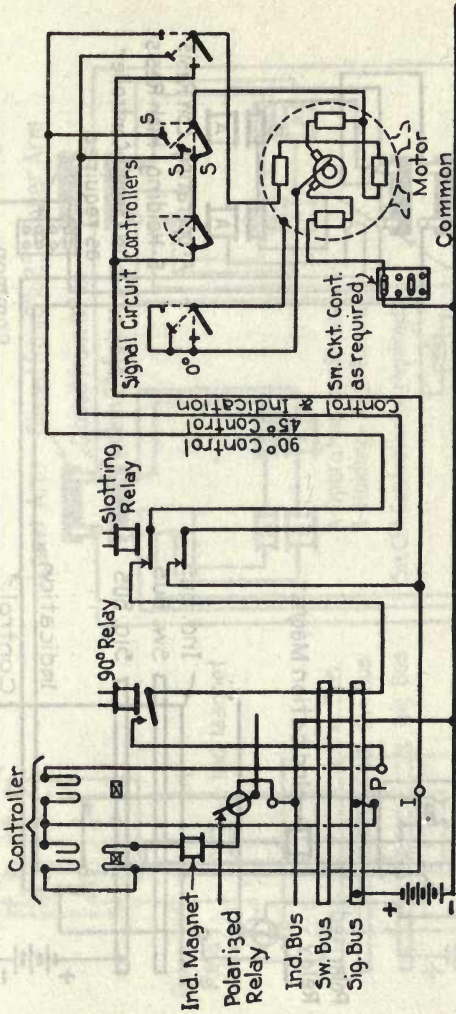 Controller
90° Relay
Slotting
Relay
Signal Circuit Controllers
0°
S
S
S
90° Control
45° Control
Control & Indication
Motor
Sw. Ckt. Cont.
as required
Common
Ind. Magnet
Polarized
Relay
Ind. Bus
Sw. Bus
Sig. Bus
P
I
+
-